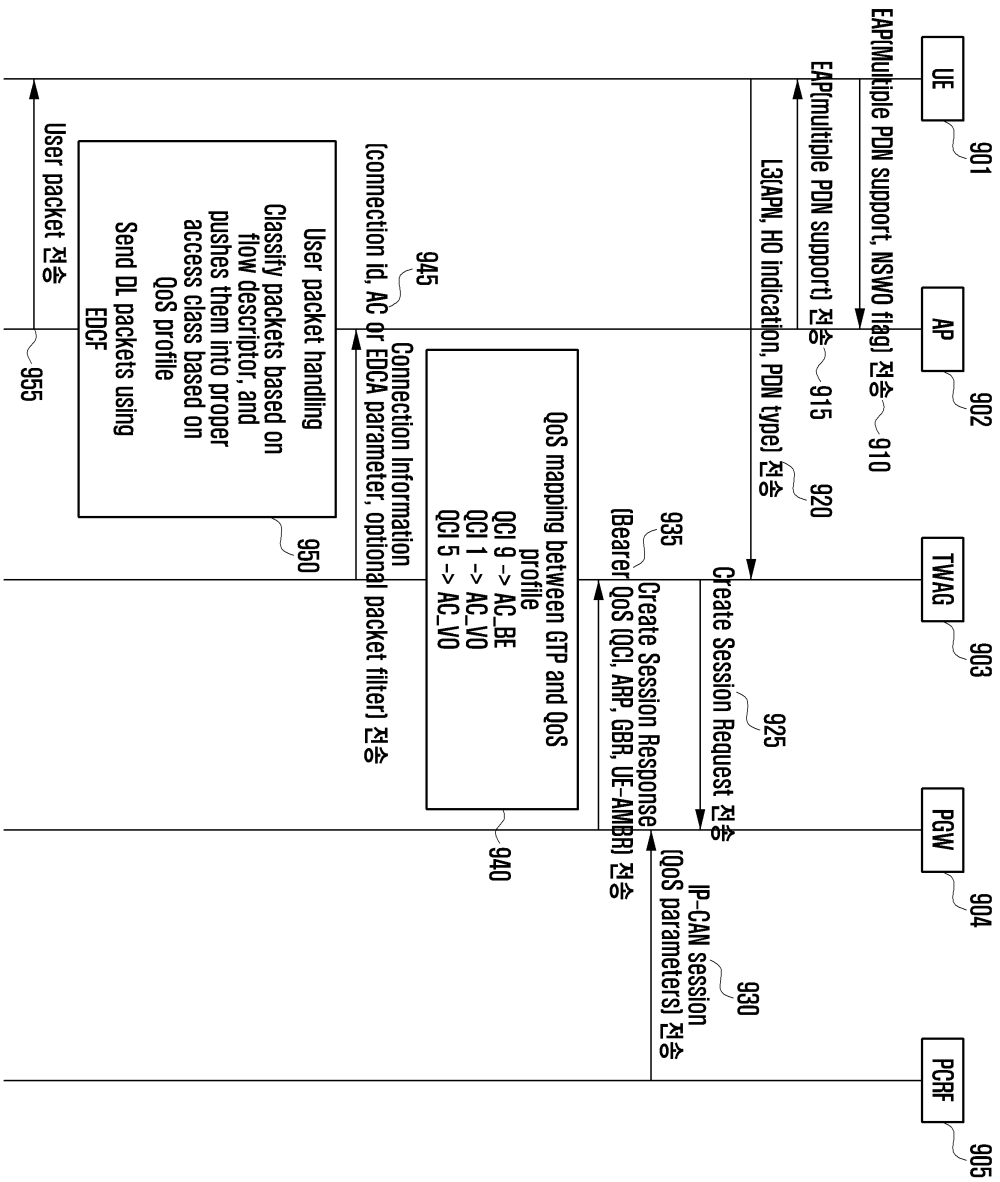 UE
901
AP
902
TWAG
903
PGW
904
PCRF
905
EAP(Multiple PDN support, NSWO flag) 전송
910
EAP(multiple PDN support) 전송
915
L3(APN, HO indication, PDN type) 전송
920
Create Session Request 전송
925
IP-CAN session
(QoS parameters) 전송
930
Create Session Response
(Bearer QoS (QCI, ARP, GBR, UE-AMBR) 전송
935
QoS mapping between GTP and QoS
profile
QCI 9 -> AC_BE
QCI 1 -> AC_VO
QCI 5 -> AC_VO
940
Connection Information
(connection id, AC or EDCA parameter, optional packet filter) 전송
945
User packet handling
Classify packets based on
flow descriptor, and
pushes them into proper
access class based on
QoS profile
Send DL packets using
EDCF
950
User packet 전송
955